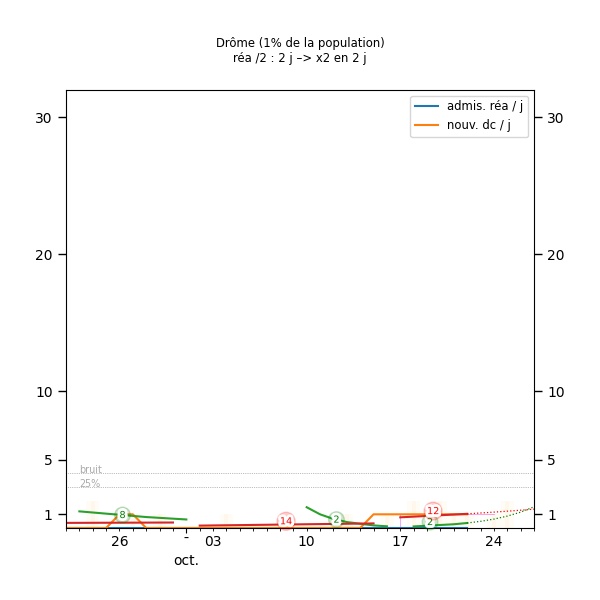 Drôme (1% de la population)
réa /2 : 2 j –> x2 en 2 j
admis. réa / j
nouv. dc / j
30 30
20 20
10 10
5 5
bruit
25%
1 8 14 2 12 2 1
26 - 03 10 17 24
oct.